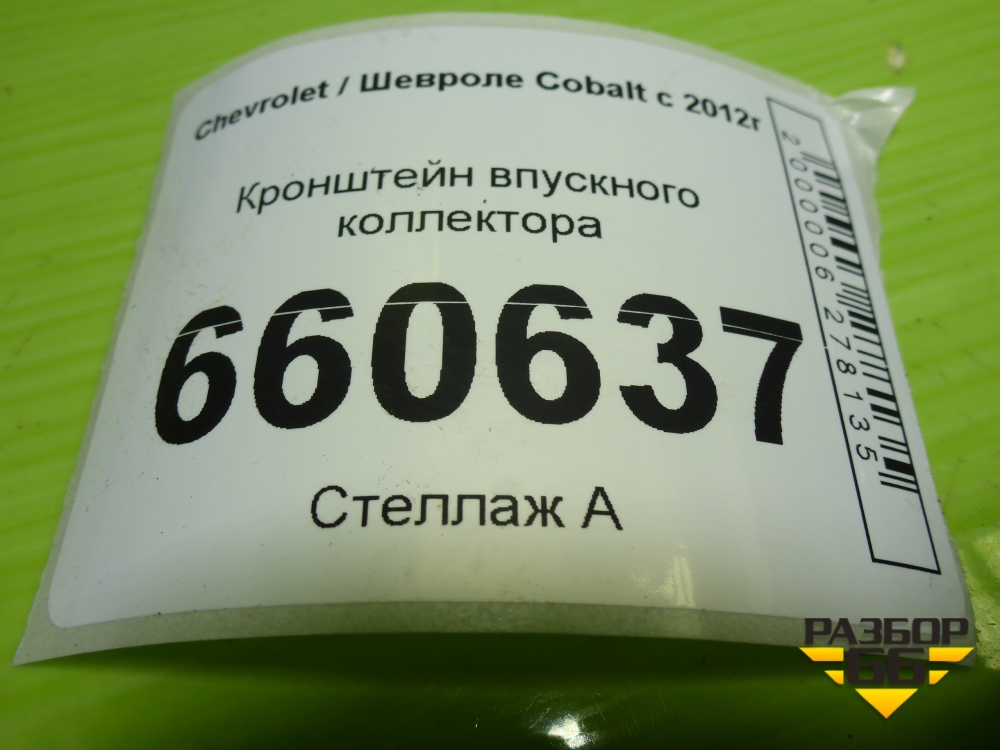 Chevrolet / Шевроле Cobalt с 2012г
Кронштейн впускного
коллектора
660637
Стеллаж А
2000006278135
РАЗБОР
66